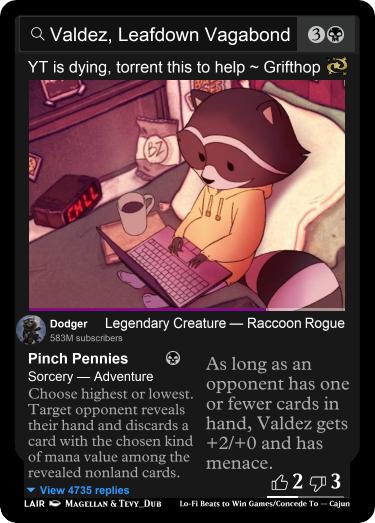 Valdez, Leafdown Vagabond 3
YT is dying, torrent this to help ~ Grifthop
BZ
CHLL
Dodger
583M subscribers
Legendary Creature — Raccoon Rogue
Pinch Pennies
Sorcery — Adventure
Choose highest or lowest.
Target opponent reveals
their hand and discards a
card with the chosen kind
of mana value among the
revealed nonland cards.
View 4735 replies
As long as an
opponent has one
or fewer cards in
hand, Valdez gets
+2/+0 and has
menace.
2 3
LAIR Magellan & Tevy_Dub
Lo-Fi Beats to Win Games/Concede To — Cajun